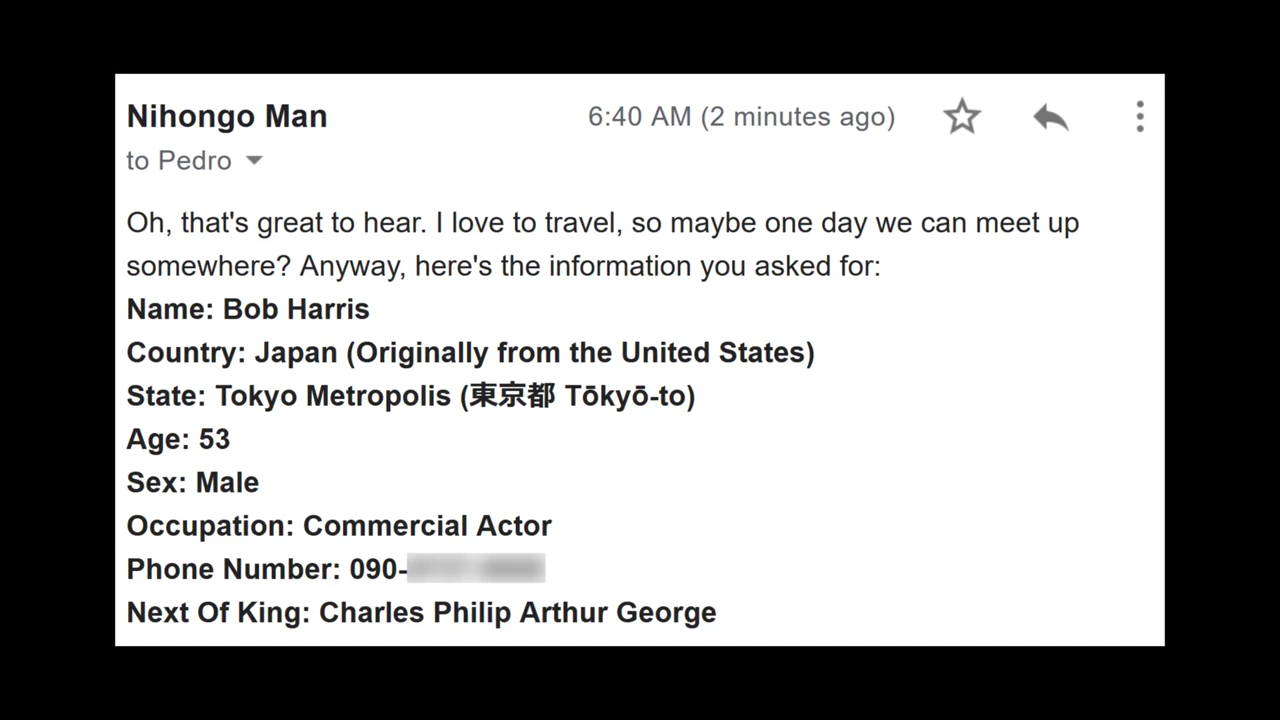 Nihongo Man
6:40 AM (2 minutes ago)
to Pedro
Oh, that's great to hear. I love to travel, so maybe one day we can meet up
somewhere? Anyway, here's the information you asked for:
Name: Bob Harris
Country: Japan (Originally from the United States)
State: Tokyo Metropolis (東京都 Tōkyō-to)
Age: 53
Sex: Male
Occupation: Commercial Actor
Phone Number: 090-
Next Of King: Charles Philip Arthur George